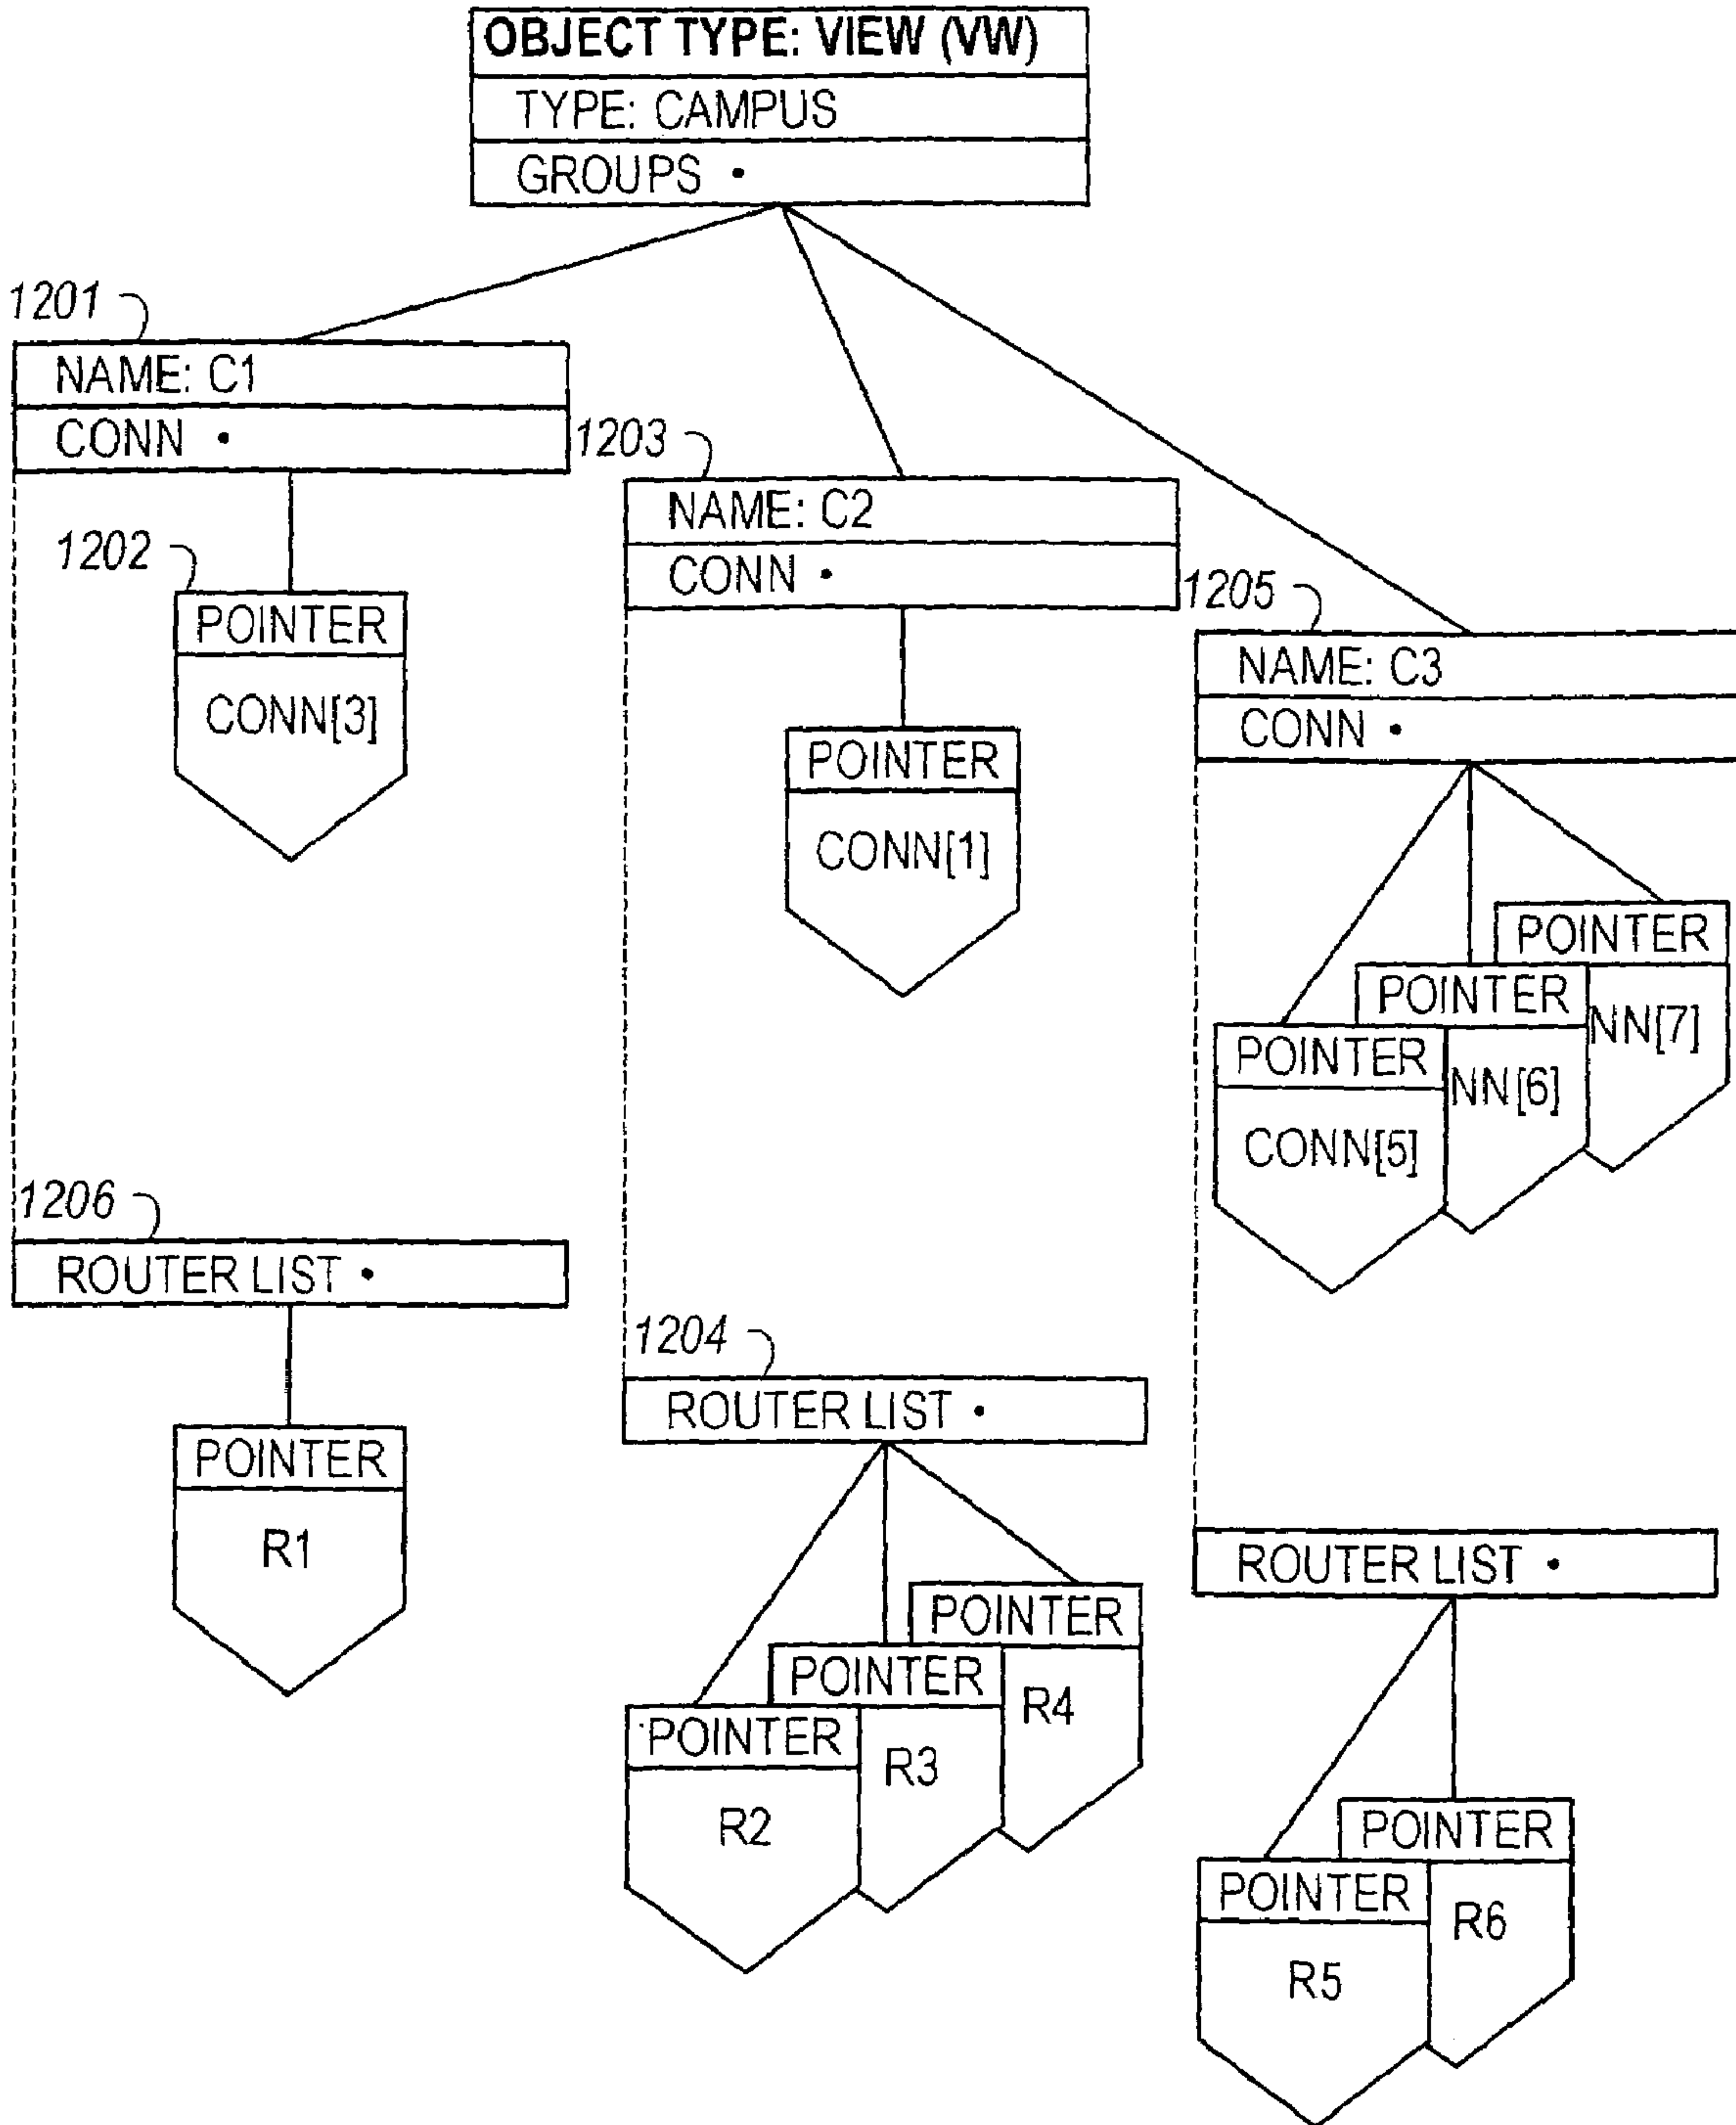 OBJECT TYPE: VIEW (VW)
TYPE: CAMPUS
GROUPS •
1201
NAME: C1
CONN •
1202
POINTER
CONN[3]
1203
NAME: C2
CONN •
POINTER
CONN[1]
1205
NAME: C3
CONN •
POINTER
NN[7]
POINTER
NN[6]
POINTER
CONN[5]
1206
ROUTER LIST •
POINTER
R1
1204
ROUTER LIST •
POINTER
R4
POINTER
R3
POINTER
R2
ROUTER LIST •
POINTER
R6
POINTER
R5